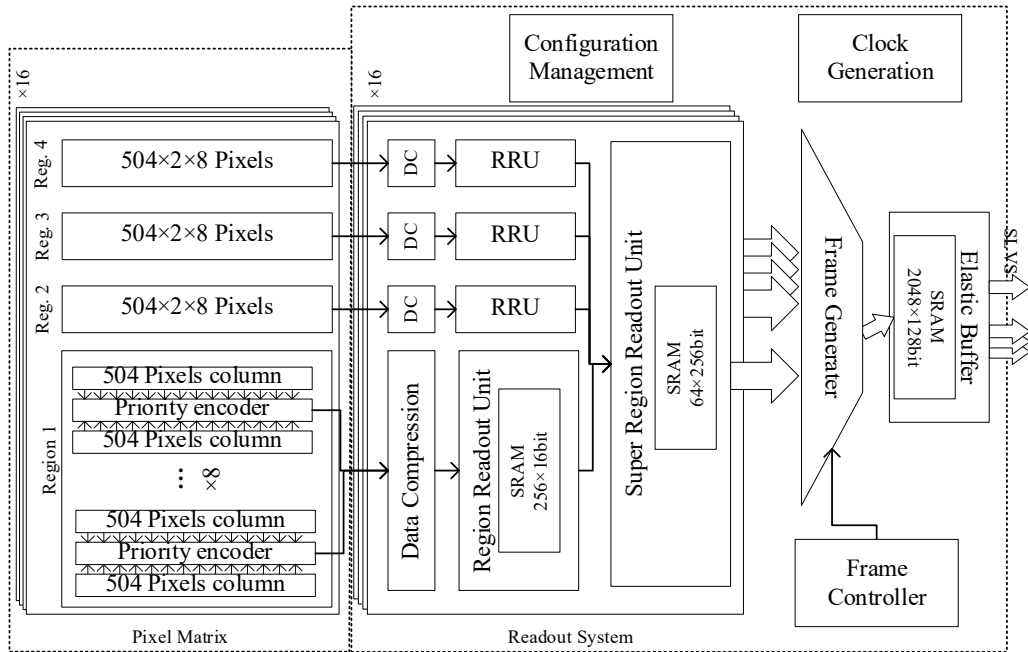 Configuration
Management
Clock
Generation
×16
×16
Reg. 4
504×2×8 Pixels
DC
RRU
Reg. 3
504×2×8 Pixels
DC
RRU
Reg. 2
504×2×8 Pixels
DC
RRU
Region 1
504 Pixels column
Priority encoder
504 Pixels column
... ×8
504 Pixels column
Priority encoder
504 Pixels column
Data Compression
Region Readout Unit
SRAM
256×16bit
Super Region Readout Unit
SRAM
64×256bit
Frame Generater
Elastic Buffer
SRAM
2048×128bit
SLVS
Frame
Controller
Pixel Matrix
Readout System